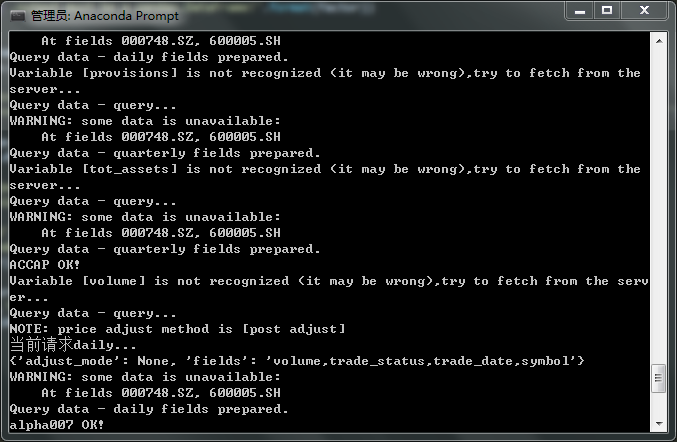 管理员: Anaconda Prompt
    At fields 000748.SZ, 600005.SH
Query data - daily fields prepared.
Variable [provisions] is not recognized (it may be wrong),try to fetch from the
server...
Query data - query...
WARNING: some data is unavailable:
    At fields 000748.SZ, 600005.SH
Query data - quarterly fields prepared.
Variable [tot_assets] is not recognized (it may be wrong),try to fetch from the
server...
Query data - query...
WARNING: some data is unavailable:
    At fields 000748.SZ, 600005.SH
Query data - quarterly fields prepared.
ACCAP OK!
Variable [volume] is not recognized (it may be wrong),try to fetch from the serv
er...
Query data - query...
NOTE: price adjust method is [post adjust]
当前请求daily...
{'adjust_mode': None, 'fields': 'volume,trade_status,trade_date,symbol'}
WARNING: some data is unavailable:
    At fields 000748.SZ, 600005.SH
Query data - daily fields prepared.
alpha007 OK!